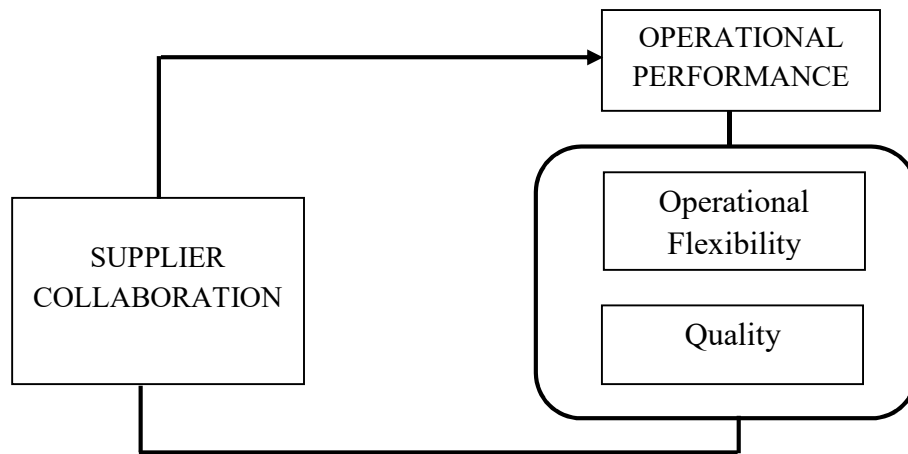 OPERATIONAL
PERFORMANCE
Operational
Flexibility
SUPPLIER
COLLABORATION
Quality